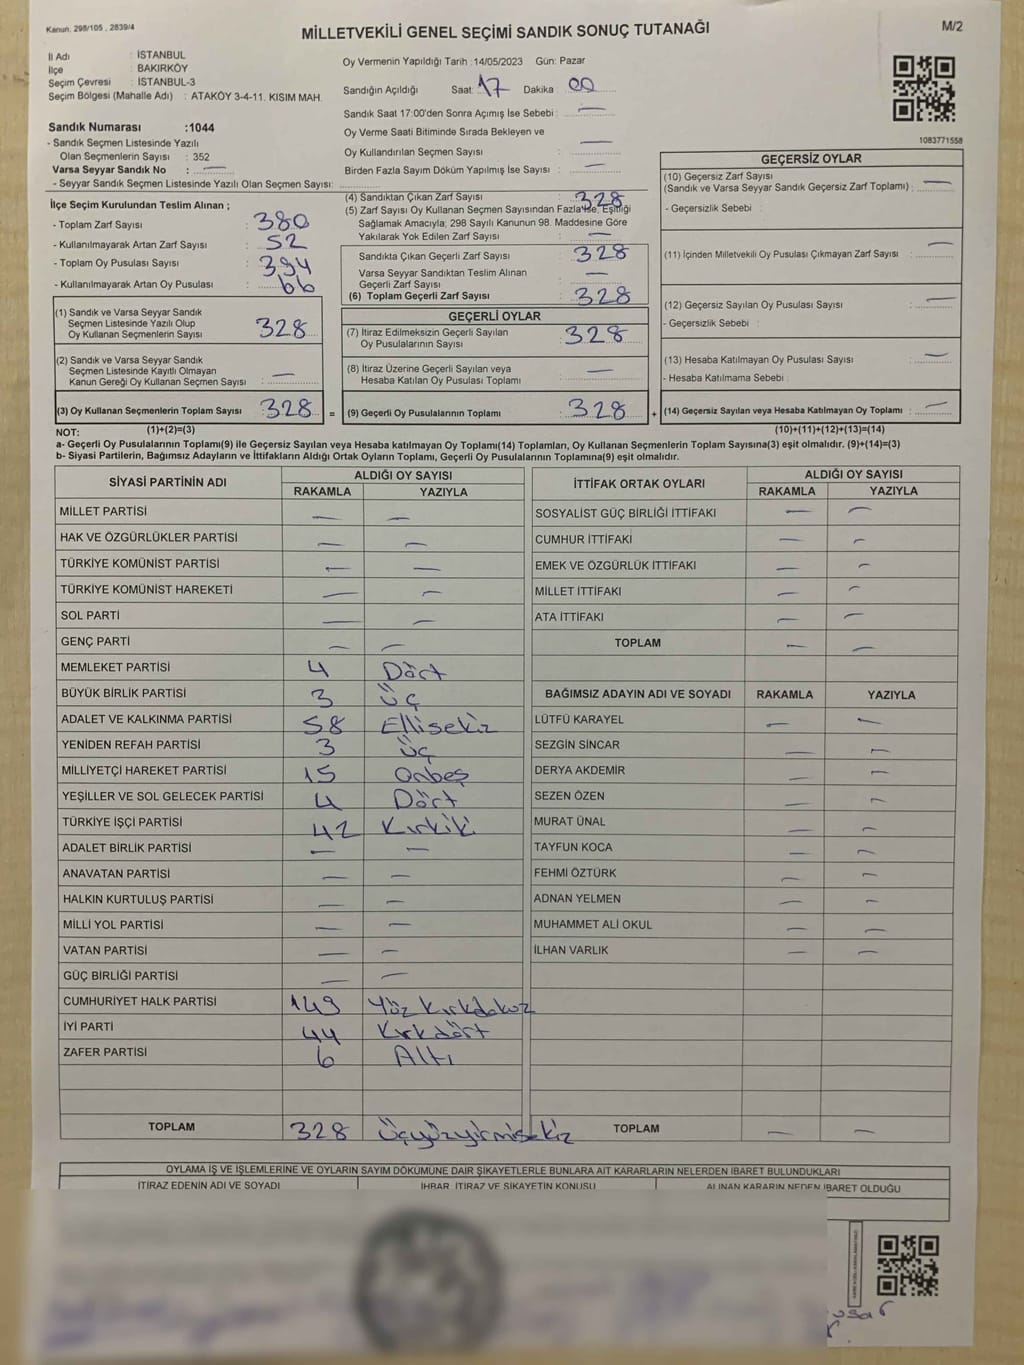 Kanun. 298/105 , 2839/4
MİLLETVEKİLİ GENEL SEÇİMİ SANDIK SONUÇ TUTANAĞI
M/2
İl Adı : İSTANBUL
İlçe : BAKIRKÖY
Seçim Çevresi : İSTANBUL-3
Seçim Bölgesi (Mahalle Adı) : ATAKÖY 3-4-11. KISIM MAH.
Sandık Numarası :1044
- Sandık Seçmen Listesinde Yazılı
Olan Seçmenlerin Sayısı : 352
Varsa Seyyar Sandık No : —
- Seyyar Sandık Seçmen Listesinde Yazılı Olan Seçmen Sayısı:
Oy Vermenin Yapıldığı Tarih :14/05/2023 Gün: Pazar
Sandığın Açıldığı Saat: 17 Dakika : 00
Sandık Saat 17:00'den Sonra Açımış İse Sebebi : —
Oy Verme Saati Bitiminde Sırada Bekleyen ve
Oy Kullandırılan Seçmen Sayısı : —
Birden Fazla Sayım Döküm Yapılmış İse Sayısı : —
1083771558
İlçe Seçim Kurulundan Teslim Alınan ;
- Toplam Zarf Sayısı : 380
- Kullanılmayarak Artan Zarf Sayısı : 52
- Toplam Oy Pusulası Sayısı : 394
- Kullanılmayarak Artan Oy Pusulası : 66
(1) Sandık ve Varsa Seyyar Sandık
Seçmen Listesinde Yazılı Olup
Oy Kullanan Seçmenlerin Sayısı : 328
(2) Sandık ve Varsa Seyyar Sandık
Seçmen Listesinde Kayıtlı Olmayan
Kanun Gereği Oy Kullanan Seçmen Sayısı : —
(3) Oy Kullanan Seçmenlerin Toplam Sayısı : 328 =
(4) Sandıktan Çıkan Zarf Sayısı : 328
(5) Zarf Sayısı Oy Kullanan Seçmen Sayısından Fazla ise, Eşitliği
Sağlamak Amacıyla; 298 Sayılı Kanunun 98. Maddesine Göre
Yakılarak Yok Edilen Zarf Sayısı : —
Sandıkta Çıkan Geçerli Zarf Sayısı : 328
Varsa Seyyar Sandıktan Teslim Alınan
Geçerli Zarf Sayısı : —
(6) Toplam Geçerli Zarf Sayısı : 328
GEÇERLİ OYLAR
(7) İtiraz Edilmeksizin Geçerli Sayılan
Oy Pusulalarının Sayısı : 328
(8) İtiraz Üzerine Geçerli Sayılan veya
Hesaba Katılan Oy Pusulası Toplamı : —
(9) Geçerli Oy Pusulalarının Toplamı : 328 +
GEÇERSİZ OYLAR
(10) Geçersiz Zarf Sayısı
(Sandık ve Varsa Seyyar Sandık Geçersiz Zarf Toplamı) : —
- Geçersizlik Sebebi :
(11) İçinden Milletvekili Oy Pusulası Çıkmayan Zarf Sayısı : —
(12) Geçersiz Sayılan Oy Pusulası Sayısı : —
- Geçersizlik Sebebi :
(13) Hesaba Katılmayan Oy Pusulası Sayısı : —
- Hesaba Katılmama Sebebi :
(14) Geçersiz Sayılan veya Hesaba Katılmayan Oy Toplamı : —
NOT: (1)+(2)=(3) (10)+(11)+(12)+(13)=(14)
a- Geçerli Oy Pusulalarının Toplamı(9) ile Geçersiz Sayılan veya Hesaba katılmayan Oy Toplamı(14) Toplamları, Oy Kullanan Seçmenlerin Toplam Sayısına(3) eşit olmalıdır. (9)+(14)=(3)
b- Siyasi Partilerin, Bağımsız Adayların ve İttifakların Aldığı Ortak Oyların Toplamı, Geçerli Oy Pusulalarının Toplamına(9) eşit olmalıdır.
SİYASİ PARTİNİN ADI ALDIĞI OY SAYISI
RAKAMLA YAZIYLA
MİLLET PARTİSİ — —
HAK VE ÖZGÜRLÜKLER PARTİSİ — —
TÜRKİYE KOMÜNİST PARTİSİ — —
TÜRKİYE KOMÜNİST HAREKETİ — —
SOL PARTİ — —
GENÇ PARTİ — —
MEMLEKET PARTİSİ 4 Dört
BÜYÜK BİRLİK PARTİSİ 3 üç
ADALET VE KALKINMA PARTİSİ 58 Ellisekiz
YENİDEN REFAH PARTİSİ 3 üç
MİLLİYETÇİ HAREKET PARTİSİ 15 Onbeş
YEŞİLLER VE SOL GELECEK PARTİSİ 4 Dört
TÜRKİYE İŞÇİ PARTİSİ 42 Kırkiki
ADALET BİRLİK PARTİSİ — —
ANAVATAN PARTİSİ — —
HALKIN KURTULUŞ PARTİSİ — —
MİLLİ YOL PARTİSİ — —
VATAN PARTİSİ — —
GÜÇ BİRLİĞİ PARTİSİ — —
CUMHURİYET HALK PARTİSİ 149 Yüz Kırkdokuz
İYİ PARTİ 44 Kırkdört
ZAFER PARTİSİ 6 Altı
TOPLAM 328 üçyüzyirmisekiz
İTTİFAK ORTAK OYLARI ALDIĞI OY SAYISI
RAKAMLA YAZIYLA
SOSYALİST GÜÇ BİRLİĞİ İTTİFAKI — —
CUMHUR İTTİFAKI — —
EMEK VE ÖZGÜRLÜK İTTİFAKI — —
MİLLET İTTİFAKI — —
ATA İTTİFAKI — —
TOPLAM — —
BAĞIMSIZ ADAYIN ADI VE SOYADI RAKAMLA YAZIYLA
LÜTFÜ KARAYEL — —
SEZGİN SİNCAR — —
DERYA AKDEMİR — —
SEZEN ÖZEN — —
MURAT ÜNAL — —
TAYFUN KOCA — —
FEHMİ ÖZTÜRK — —
ADNAN YELMEN — —
MUHAMMET ALİ OKUL — —
İLHAN VARLIK — —
TOPLAM — —
OYLAMA İŞ VE İŞLEMLERİNE VE OYLARIN SAYIM DÖKÜMÜNE DAİR ŞİKAYETLERLE BUNLARA AİT KARARLARIN NELERDEN İBARET BULUNDUKLARI
İTİRAZ EDENİN ADI VE SOYADI İHBAR, İTİRAZ VE ŞİKAYETİN KONUSU ALINAN KARARIN NEDEN İBARET OLDUĞU